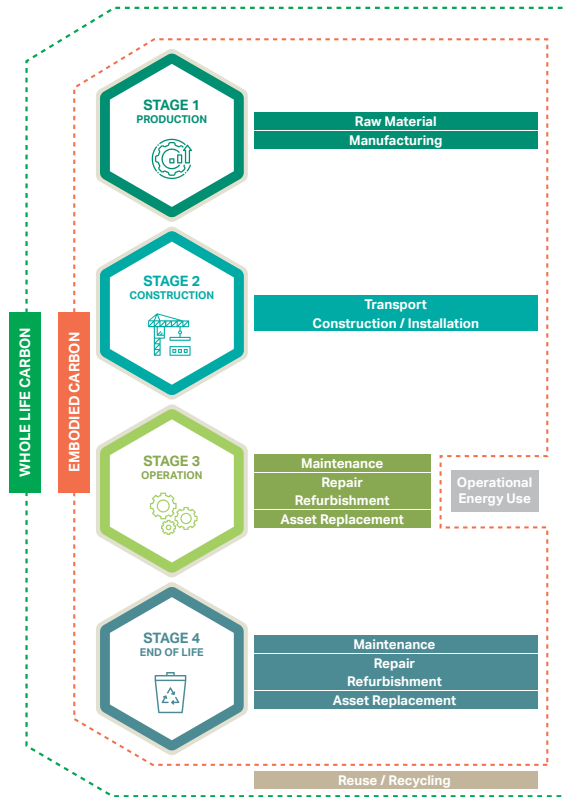 WHOLE LIFE CARBON
EMBODIED CARBON
STAGE 1
PRODUCTION
Raw Material
Manufacturing
STAGE 2
CONSTRUCTION
Transport
Construction / Installation
STAGE 3
OPERATION
Maintenance
Repair
Refurbishment
Asset Replacement
Operational
Energy Use
STAGE 4
END OF LIFE
Maintenance
Repair
Refurbishment
Asset Replacement
Reuse / Recycling